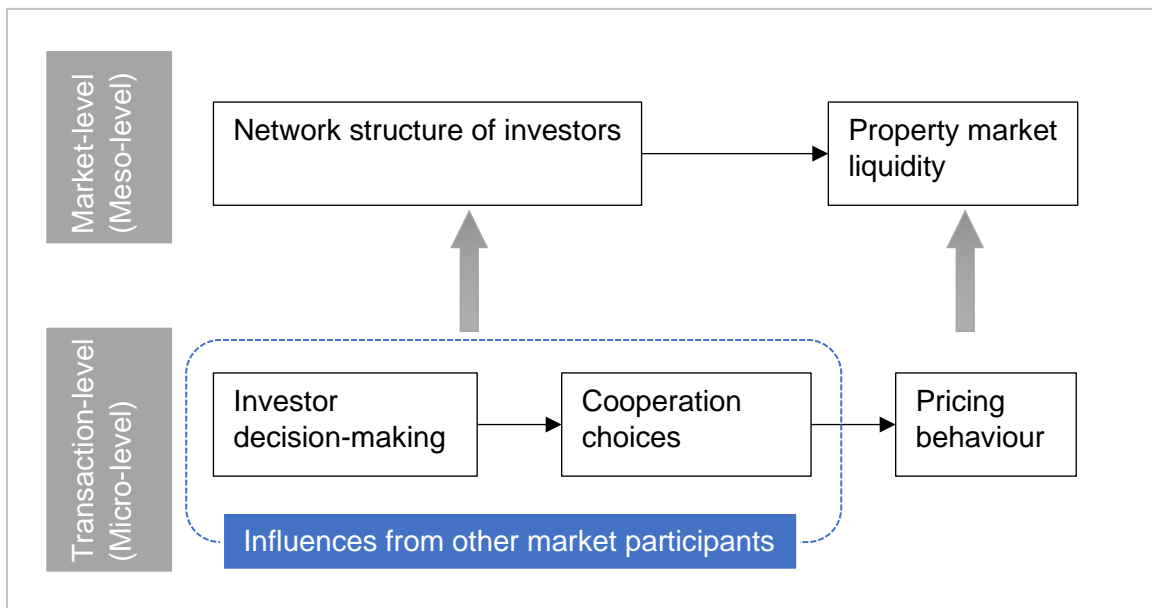 Market-level
(Meso-level)
Network structure of investors
Property market
liquidity
Transaction-level
(Micro-level)
Investor
decision-making
Cooperation
choices
Pricing
behaviour
Influences from other market participants